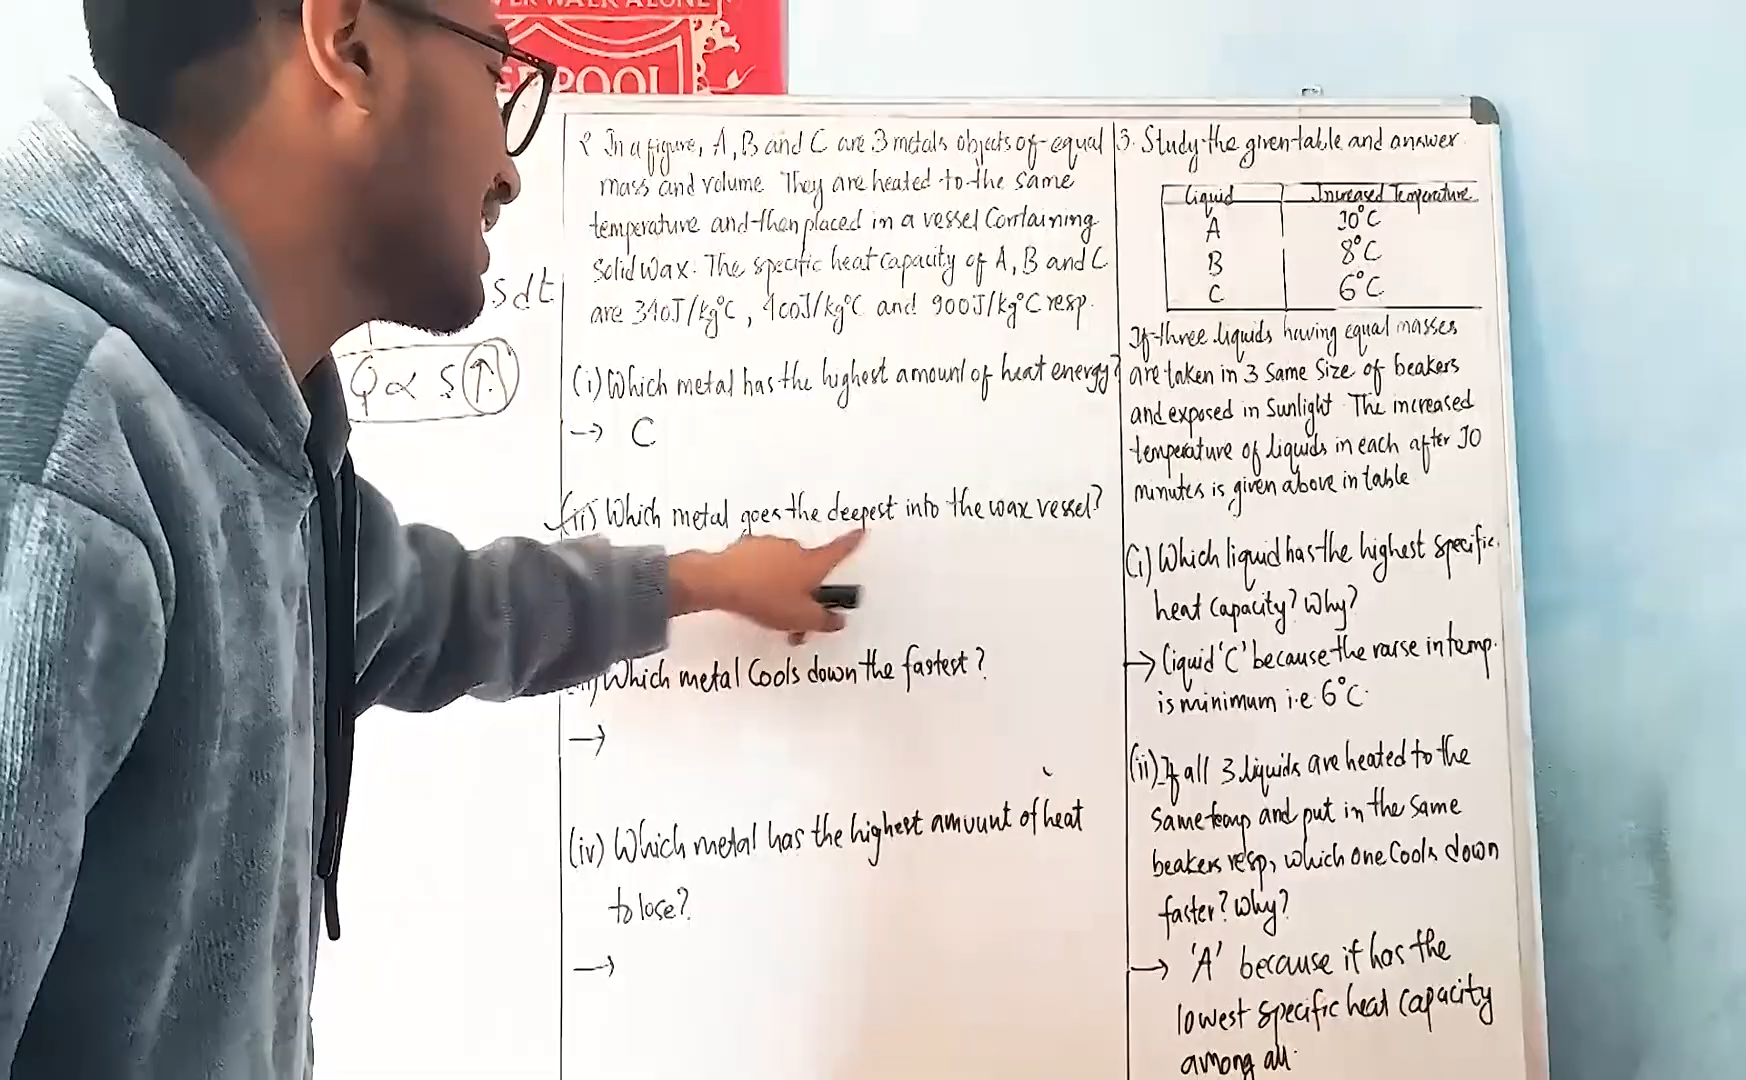 ER WALK ALONE
POOL
sdt
Q ∝ S ↑
2 In a figure, A, B and C are 3 metals objects of equal
mass and volume. They are heated to the same
temperature and then placed in a vessel Containing
Solid Wax. The specific heat capacity of A, B and C
are 340J/kg°C, 400J/kg°C and 900J/kg°C resp.
(i) Which metal has the highest amount of heat energy?
→ C
(ii) Which metal goes the deepest into the wax vessel?
Which metal Cools down the fastest?
→
(iv) Which metal has the highest amount of heat
to lose?
→
3. Study the given table and answer.
Liquid Increased Temperature
A 10°C
B 8°C
C 6°C
If three liquids having equal masses
are taken in 3 Same Size of beakers
and exposed in Sunlight. The increased
temperature of liquids in each after 10
minutes is given above in table
(i) Which liquid has the highest specific
heat capacity? Why?
→ Liquid 'C' because the raise in temp.
is minimum i.e 6°C.
(ii) If all 3 liquids are heated to the
Same temp and put in the Same
beakers resp, which one Cools down
faster? Why?
→ 'A' because it has the
lowest specific heat Capacity
among all.